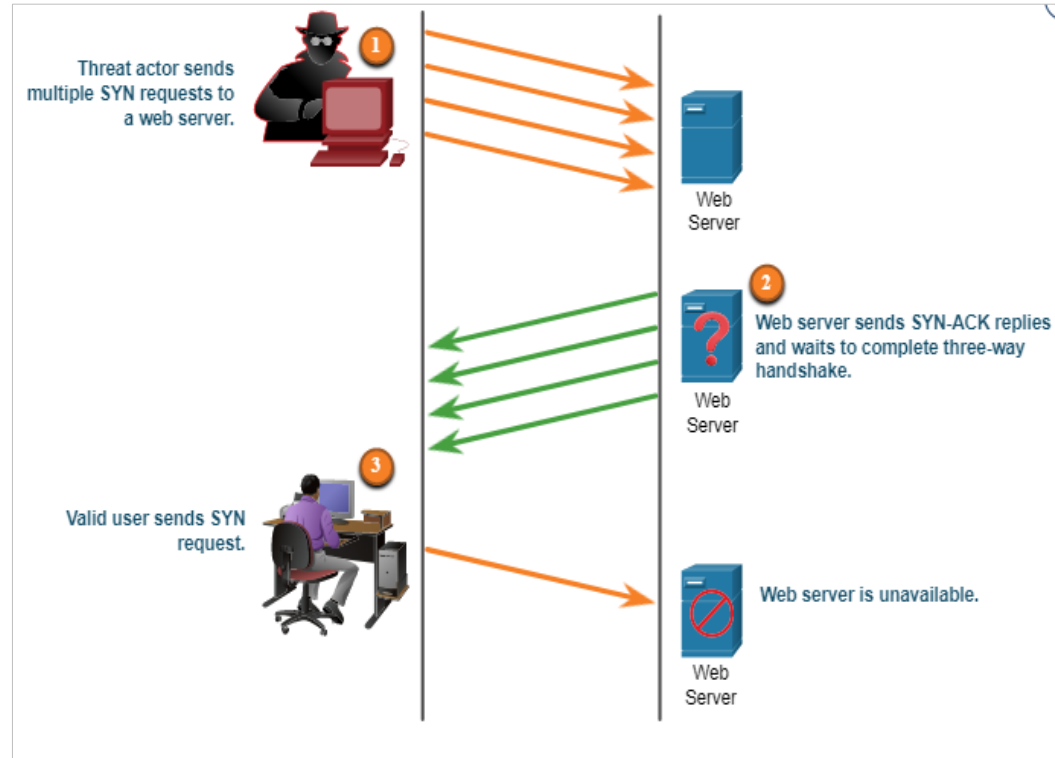 1
Threat actor sends
multiple SYN requests to
a web server.
Web
Server
2
Web server sends SYN-ACK replies
and waits to complete three-way
handshake.
Web
Server
3
Valid user sends SYN
request.
Web server is unavailable.
Web
Server